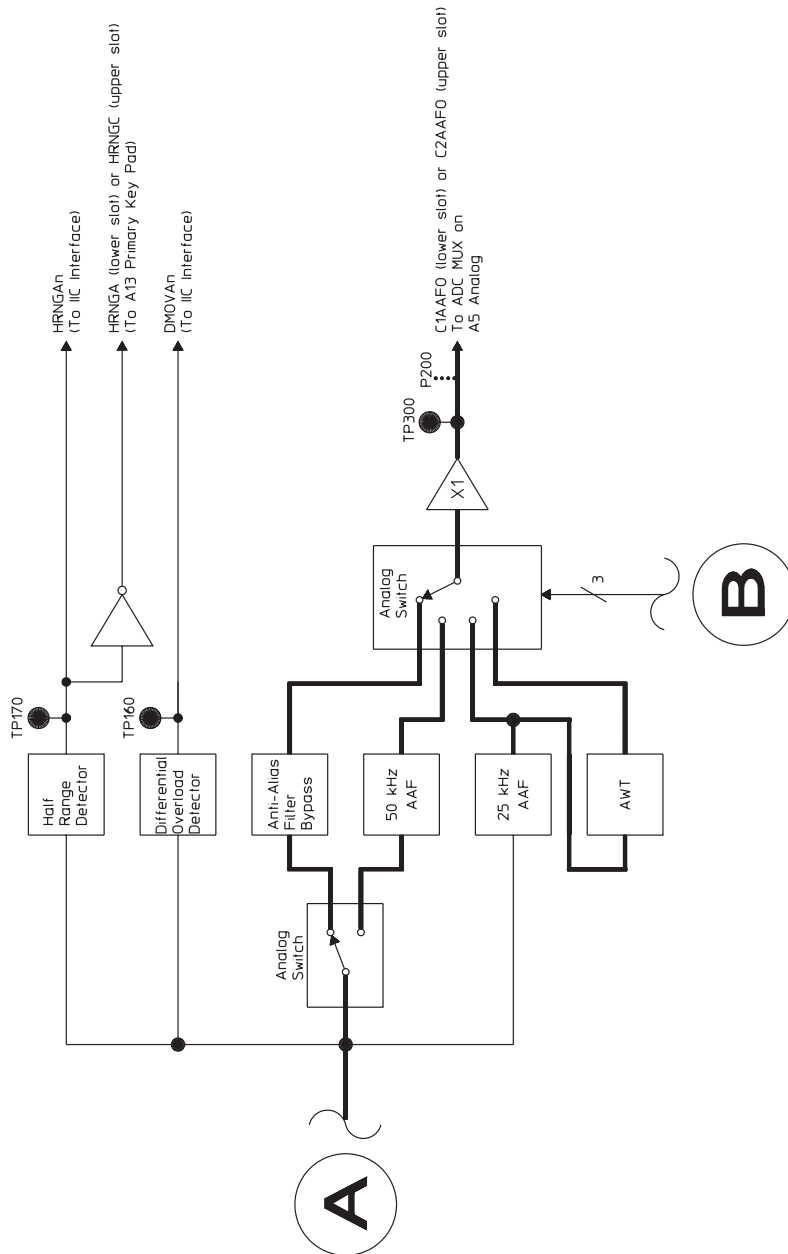 HRNGAn
(To IIC Interface)
HRNGA (lower slot) or HRNGC (upper slot)
(To A13 Primary Key Pad)
DMOVAn
(To IIC Interface)
C1AAFO (lower slot) or C2AAFO (upper slot)
To ADC MUX on
A5 Analog
TP170
TP160
P200
TP300
X1
Half
Range
Detector
Differential
Overload
Detector
Anti-Alias
Filter
Bypass
50 kHz
AAF
25 kHz
AAF
AWT
Analog
Switch
Analog
Switch
3
A
B